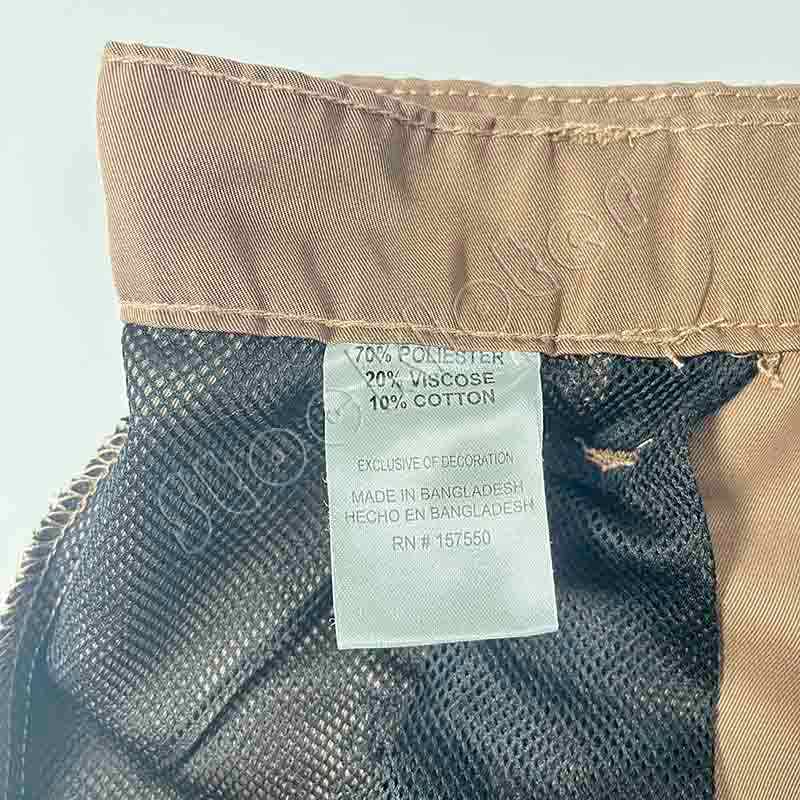 70% POLIESTER
20% VISCOSE
10% COTTON
EXCLUSIVE OF DECORATION
MADE IN BANGLADESH
HECHO EN BANGLADESH
RN # 157550